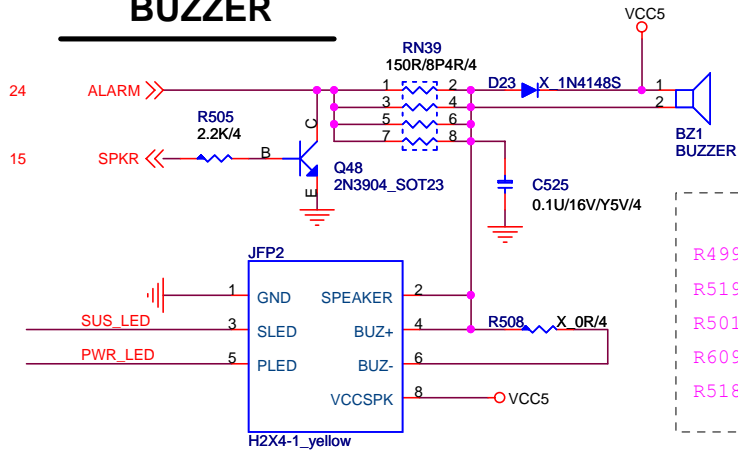 BUZZER
VCC5
RN39
150R/8P4R/4
24 ALARM
1 2
D23 X_1N4148S
1
3 4
2
R505
2.2K/4
C
5 6
7 8
BZ1
BUZZER
15 SPKR
B
Q48
2N3904_SOT23
E
C525
0.1U/16V/Y5V/4
JFP2
1 GND SPEAKER 2
SUS_LED 3 SLED BUZ+ 4
R508 X_0R/4
PWR_LED 5 PLED BUZ- 6
VCCSPK 8 VCC5
H2X4-1_yellow
R499
R519
R501
R609
R518